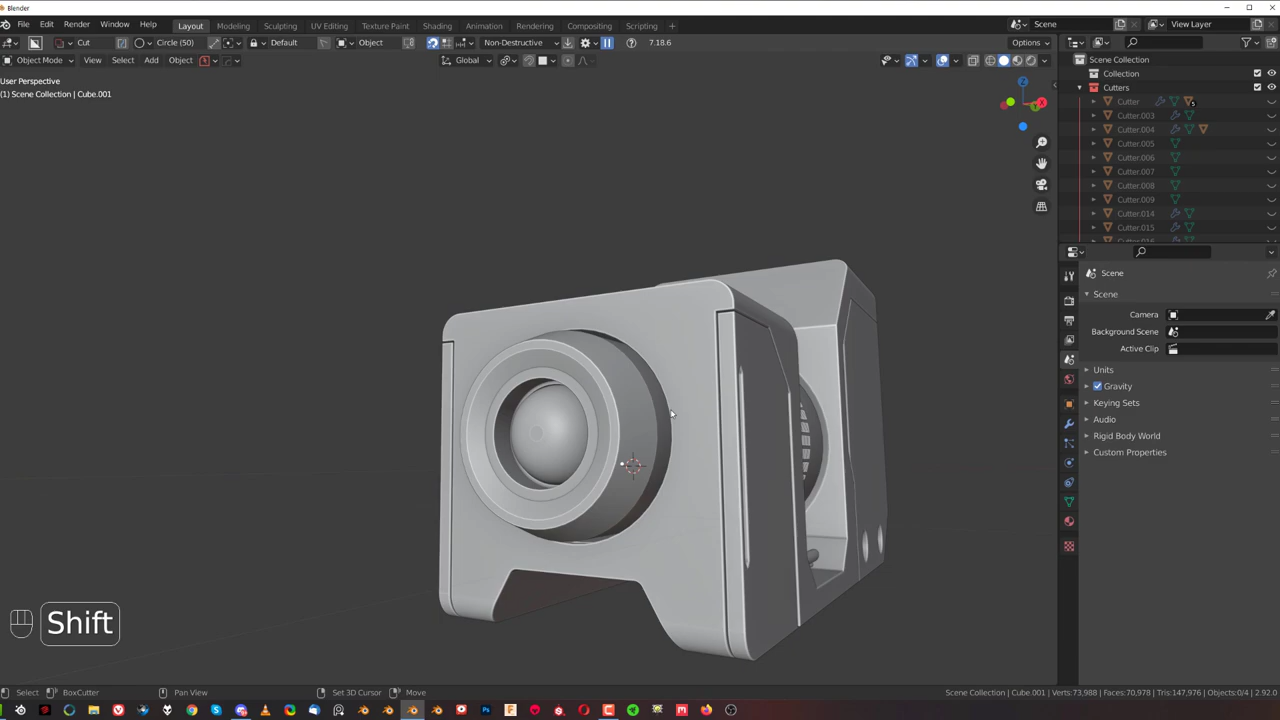 Blender
File Edit Render Window Help Layout Modeling Sculpting UV Editing Texture Paint Shading Animation Rendering Compositing Scripting + Scene View Layer
Cut Circle (50) Default Object Non-Destructive 7.18.6 Options
Object Mode View Select Add Object Global
User Perspective
(1) Scene Collection | Cube.001
Scene Collection
Collection
Cutters
Cutter 5
Cutter.003
Cutter.004
Cutter.005
Cutter.006
Cutter.007
Cutter.008
Cutter.009
Cutter.014
Cutter.015
Cutter.016
Z
X
Y
Scene
Scene
Camera
Background Scene
Active Clip
Units
Gravity
Keying Sets
Audio
Rigid Body World
Custom Properties
Shift
Select BoxCutter Pan View Set 3D Cursor Move Scene Collection | Cube.001 | Verts:73,988 | Faces:70,978 | Tris:147,976 | Objects:0/4 | 2.92.0